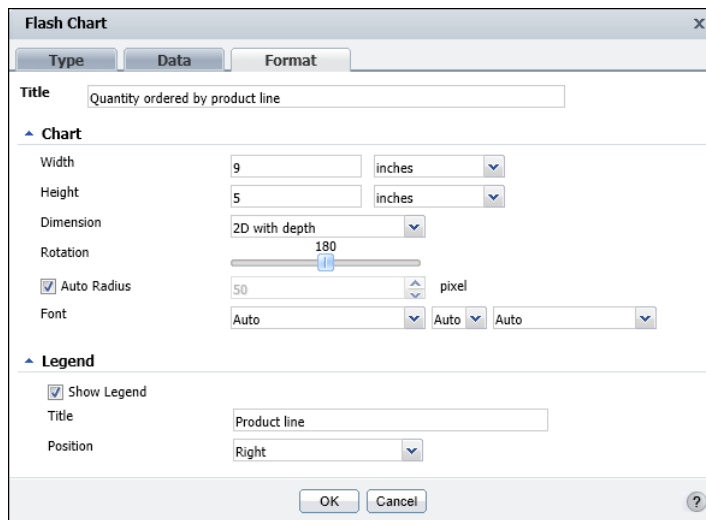 Flash Chart x
Type Data Format
Title Quantity ordered by product line
Chart
Width 9 inches
Height 5 inches
Dimension 2D with depth
180
Rotation
Auto Radius 50 pixel
Font Auto Auto Auto
Legend
Show Legend
Title Product line
Position Right
OK Cancel ?